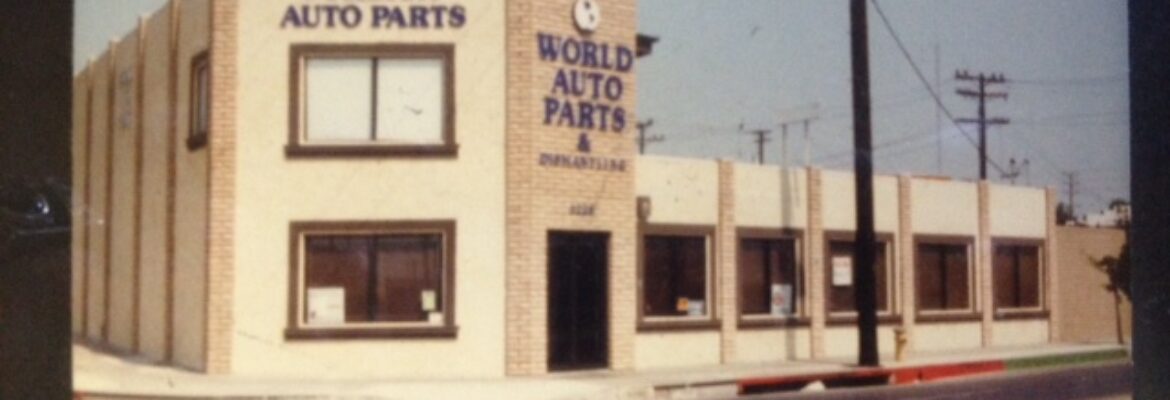 AUTO PARTS
WORLD
AUTO
PARTS
&
DISMANTLING